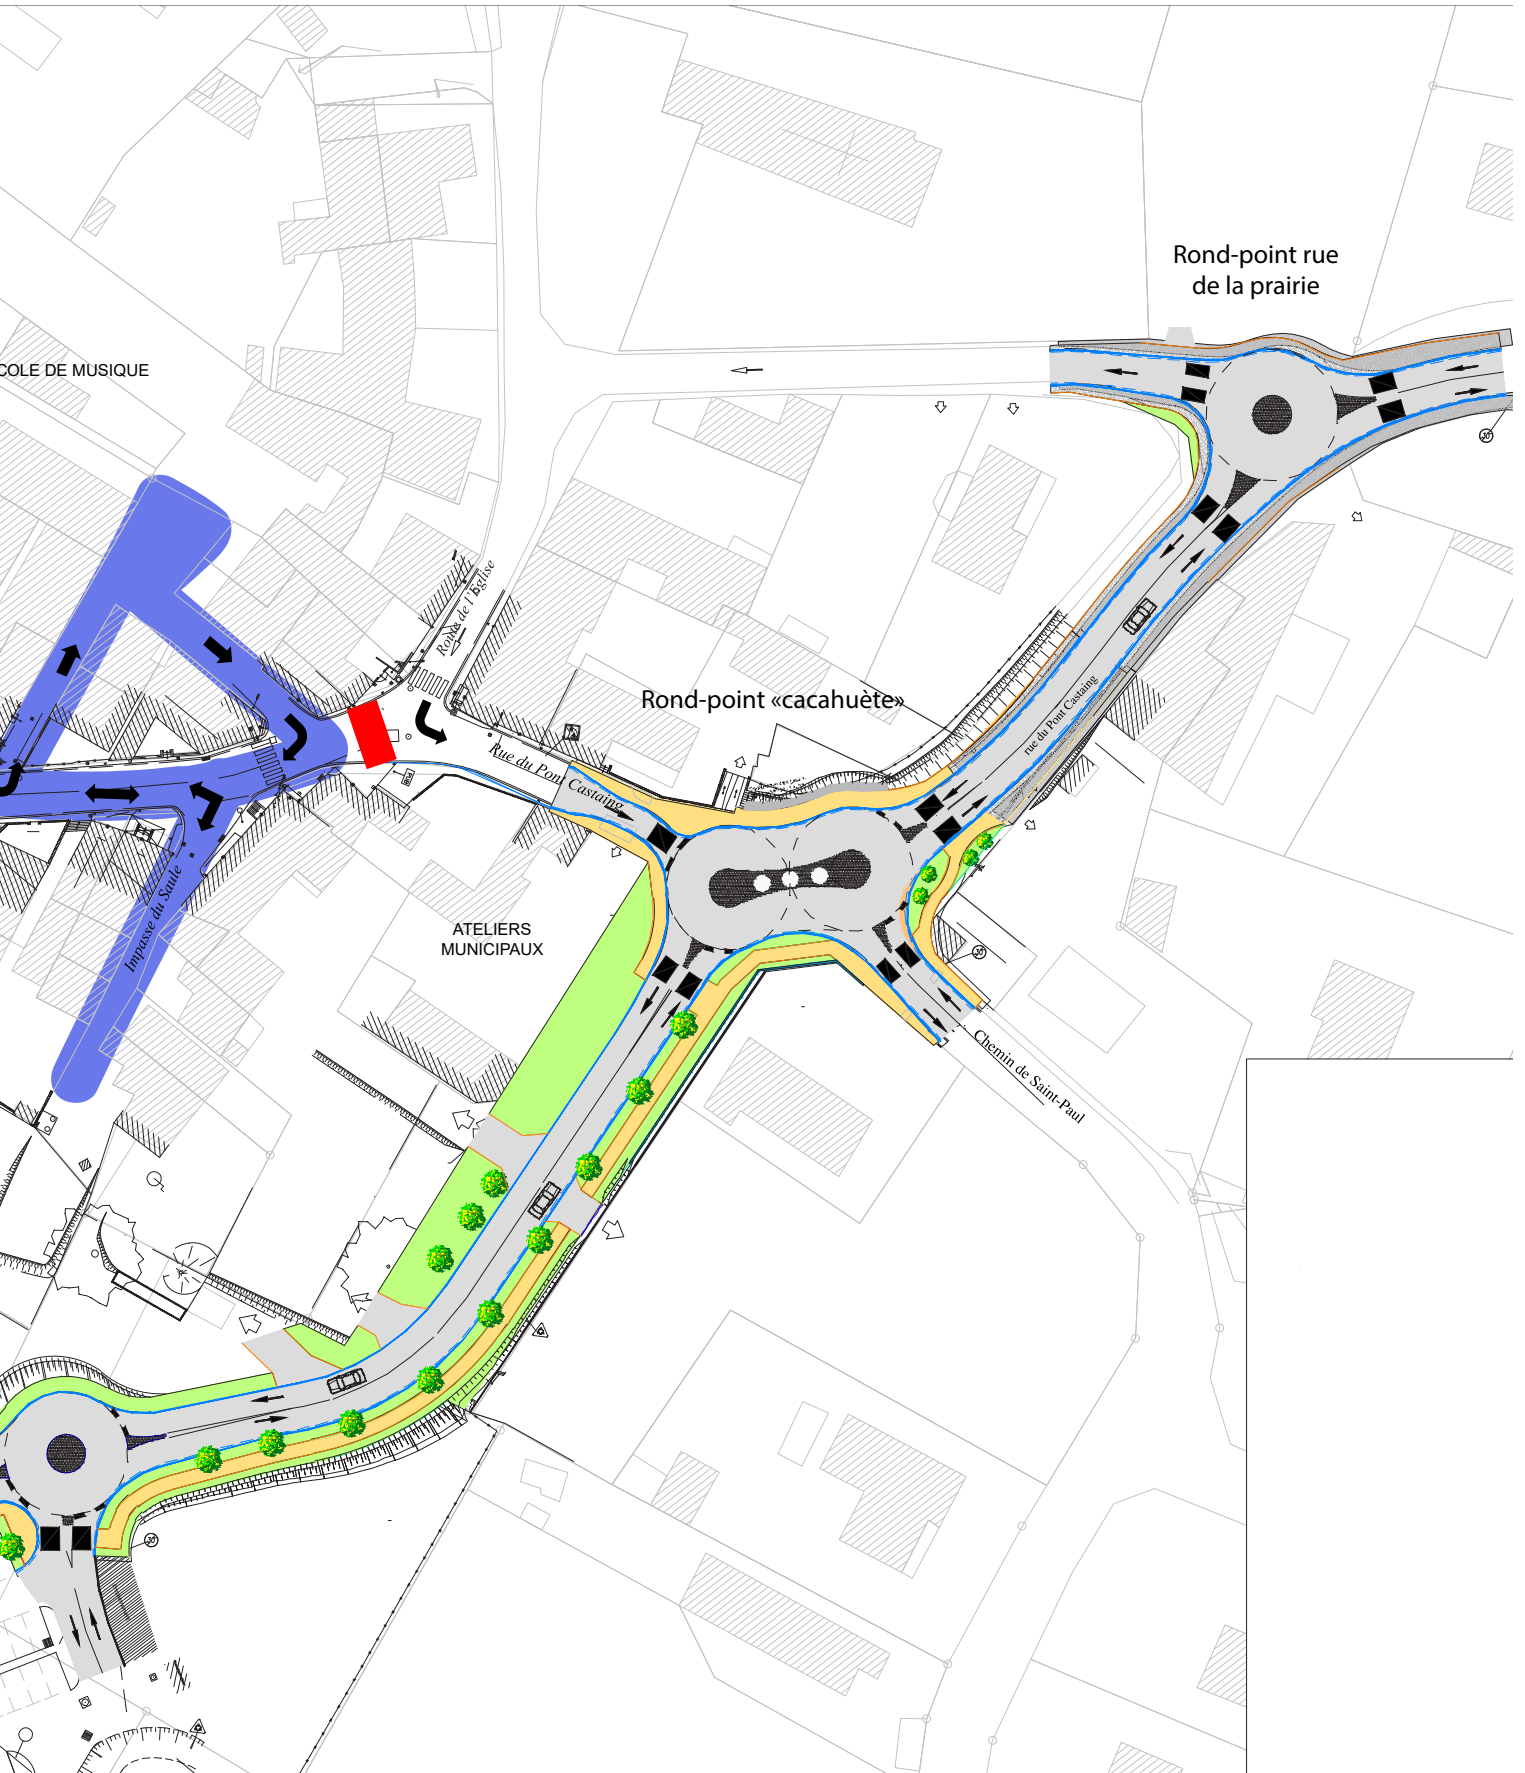 Rond-point rue
de la prairie
COLE DE MUSIQUE
Route de l'Eglise
Rond-point «cacahuète»
rue du Pont Castaing
Rue du Pont Castaing
Impasse du Saule
ATELIERS
MUNICIPAUX
Chemin de Saint-Paul